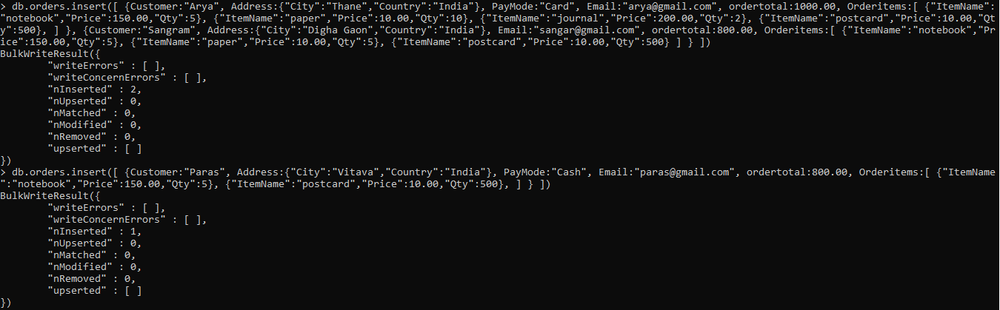 > db.orders.insert([ {Customer:"Arya", Address:{"City":"Thane","Country":"India"}, PayMode:"Card", Email:"arya@gmail.com", ordertotal:1000.00, Orderitems:[ {"ItemName":
"notebook","Price":150.00,"Qty":5}, {"ItemName":"paper","Price":10.00,"Qty":10}, {"ItemName":"journal","Price":200.00,"Qty":2}, {"ItemName":"postcard","Price":10.00,"Qt
y":500}, ] }, {Customer:"Sangram", Address:{"City":"Digha Gaon","Country":"India"}, Email:"sangar@gmail.com", ordertotal:800.00, Orderitems:[ {"ItemName":"notebook","Pr
ice":150.00,"Qty":5}, {"ItemName":"paper","Price":10.00,"Qty":5}, {"ItemName":"postcard","Price":10.00,"Qty":500} ] } ])
BulkWriteResult({
"writeErrors" : [ ],
"writeConcernErrors" : [ ],
"nInserted" : 2,
"nUpserted" : 0,
"nMatched" : 0,
"nModified" : 0,
"nRemoved" : 0,
"upserted" : [ ]
})
> db.orders.insert([ {Customer:"Paras", Address:{"City":"Vitava","Country":"India"}, PayMode:"Cash", Email:"paras@gmail.com", ordertotal:800.00, Orderitems:[ {"ItemName
":"notebook","Price":150.00,"Qty":5}, {"ItemName":"postcard","Price":10.00,"Qty":500}, ] } ])
BulkWriteResult({
"writeErrors" : [ ],
"writeConcernErrors" : [ ],
"nInserted" : 1,
"nUpserted" : 0,
"nMatched" : 0,
"nModified" : 0,
"nRemoved" : 0,
"upserted" : [ ]
})